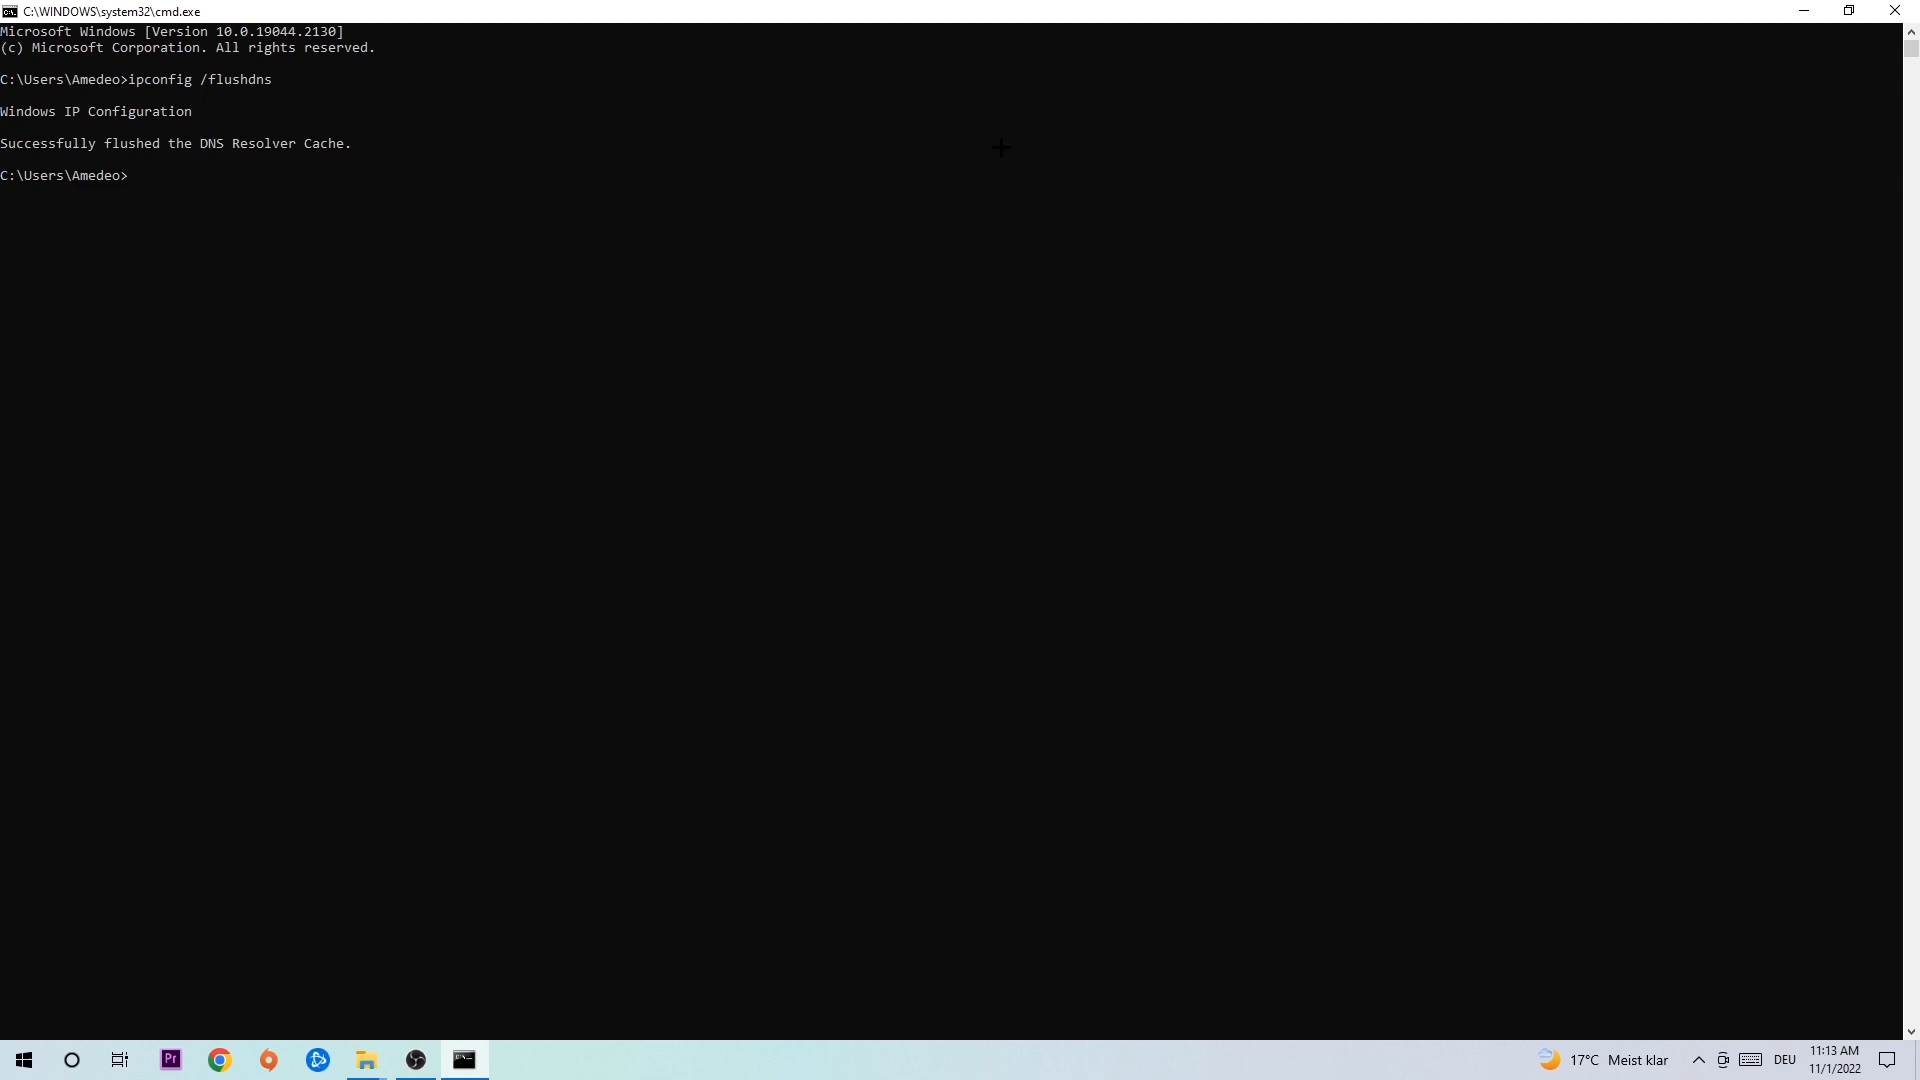 C:\WINDOWS\system32\cmd.exe
Microsoft Windows [Version 10.0.19044.2130]
(c) Microsoft Corporation. All rights reserved.
C:\Users\Amedeo>ipconfig /flushdns
Windows IP Configuration
Successfully flushed the DNS Resolver Cache.
C:\Users\Amedeo>
Pr
17°C Meist klar
DEU
11:13 AM
11/1/2022